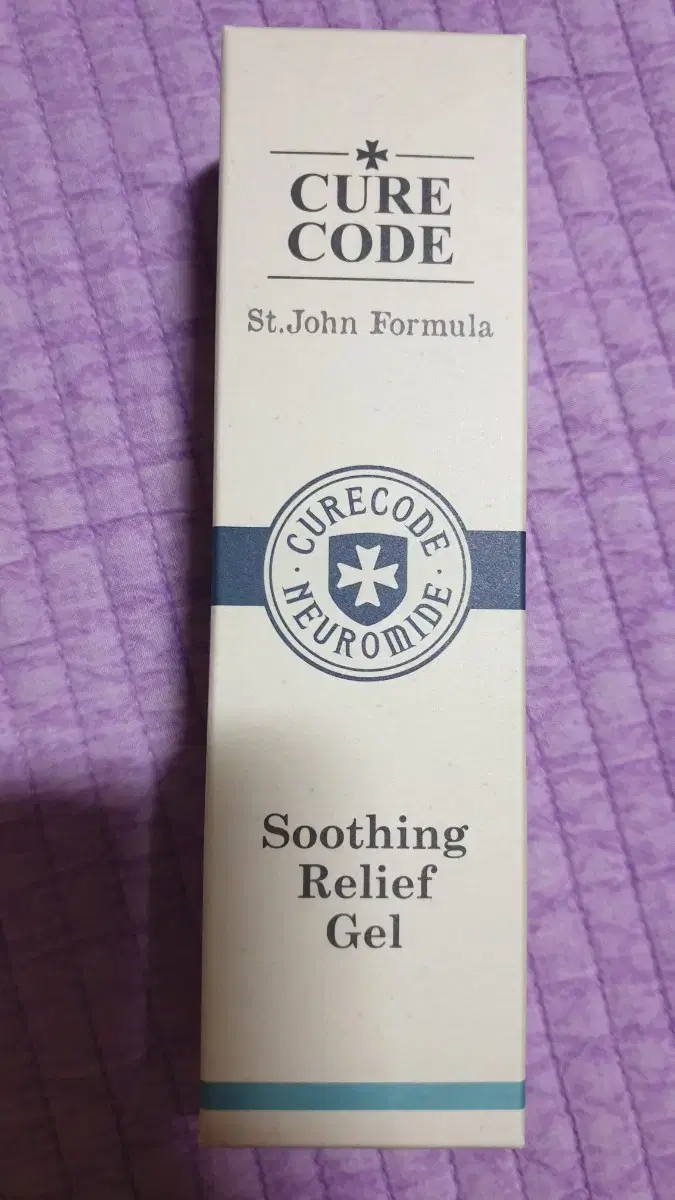 CURE
CODE
St.John Formula
CURECODE
NEUROMIDE
Soothing
Relief
Gel